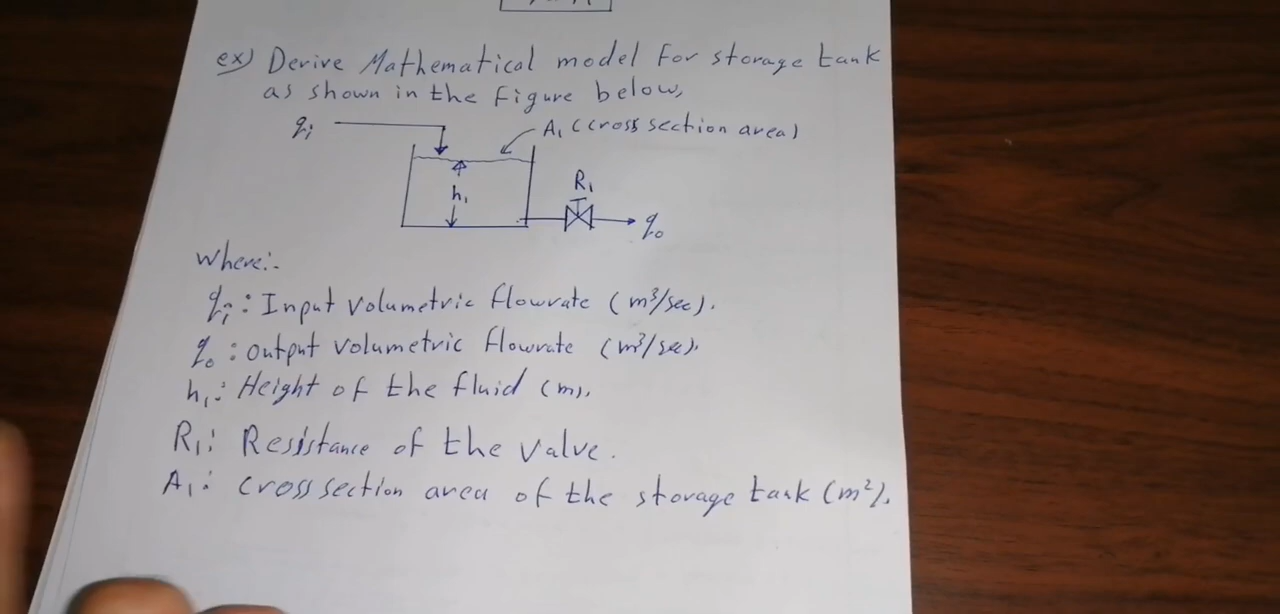 ex) Derive Mathematical model for storage tank
as shown in the figure below,
qi
A1 (cross section area)
h1
R1
qo
Where:-
qi: Input volumetric flowrate (m³/sec).
qo: output volumetric flowrate (m³/sec).
h1: Height of the fluid (m).
R1: Resistance of the valve.
A1: cross section area of the storage tank (m²).